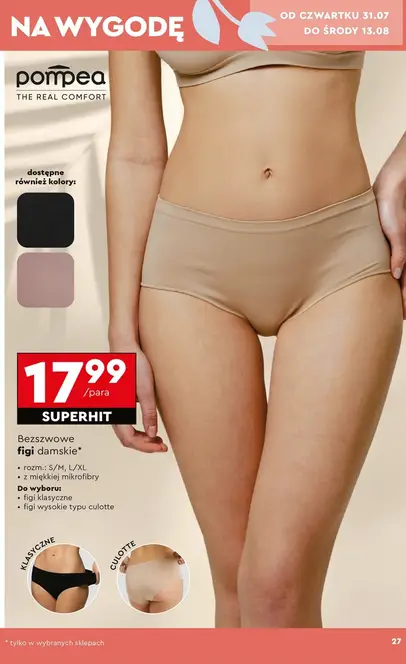 NA WYGODĘ
OD CZWARTKU 31.07
DO ŚRODY 13.08
pompea
THE REAL COMFORT
dostępne
również kolory:
17 99
/para
SUPERHIT
Bezszwowe
figi damskie*
• rozm.: S/M, L/XL
• z miękkiej mikrofibry
Do wyboru:
• figi klasyczne
• figi wysokie typu culotte
KLASYCZNE
CULOTTE
* tylko w wybranych sklepach
27